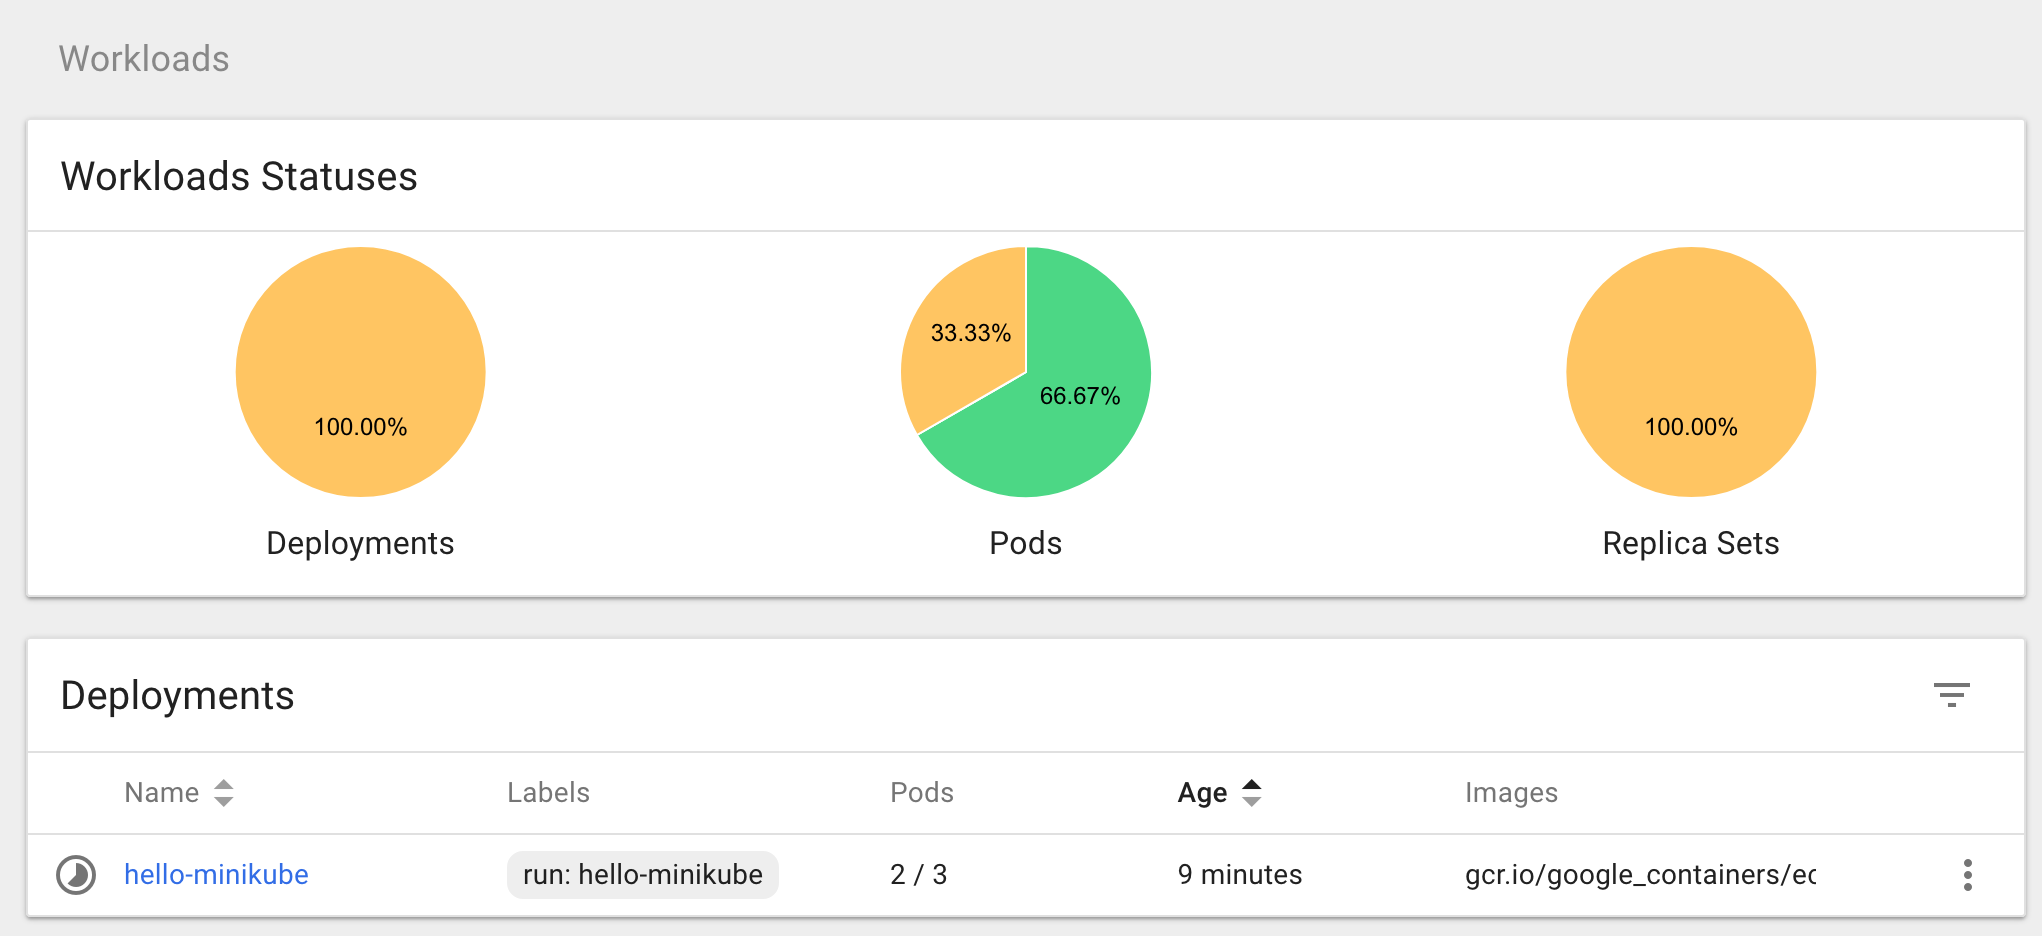 Workloads
Workloads Statuses
33.33%
66.67%
100.00%
100.00%
Deployments
Pods
Replica Sets
Deployments
Name Labels Pods Age Images
hello-minikube run: hello-minikube 2 / 3 9 minutes gcr.io/google_containers/ec